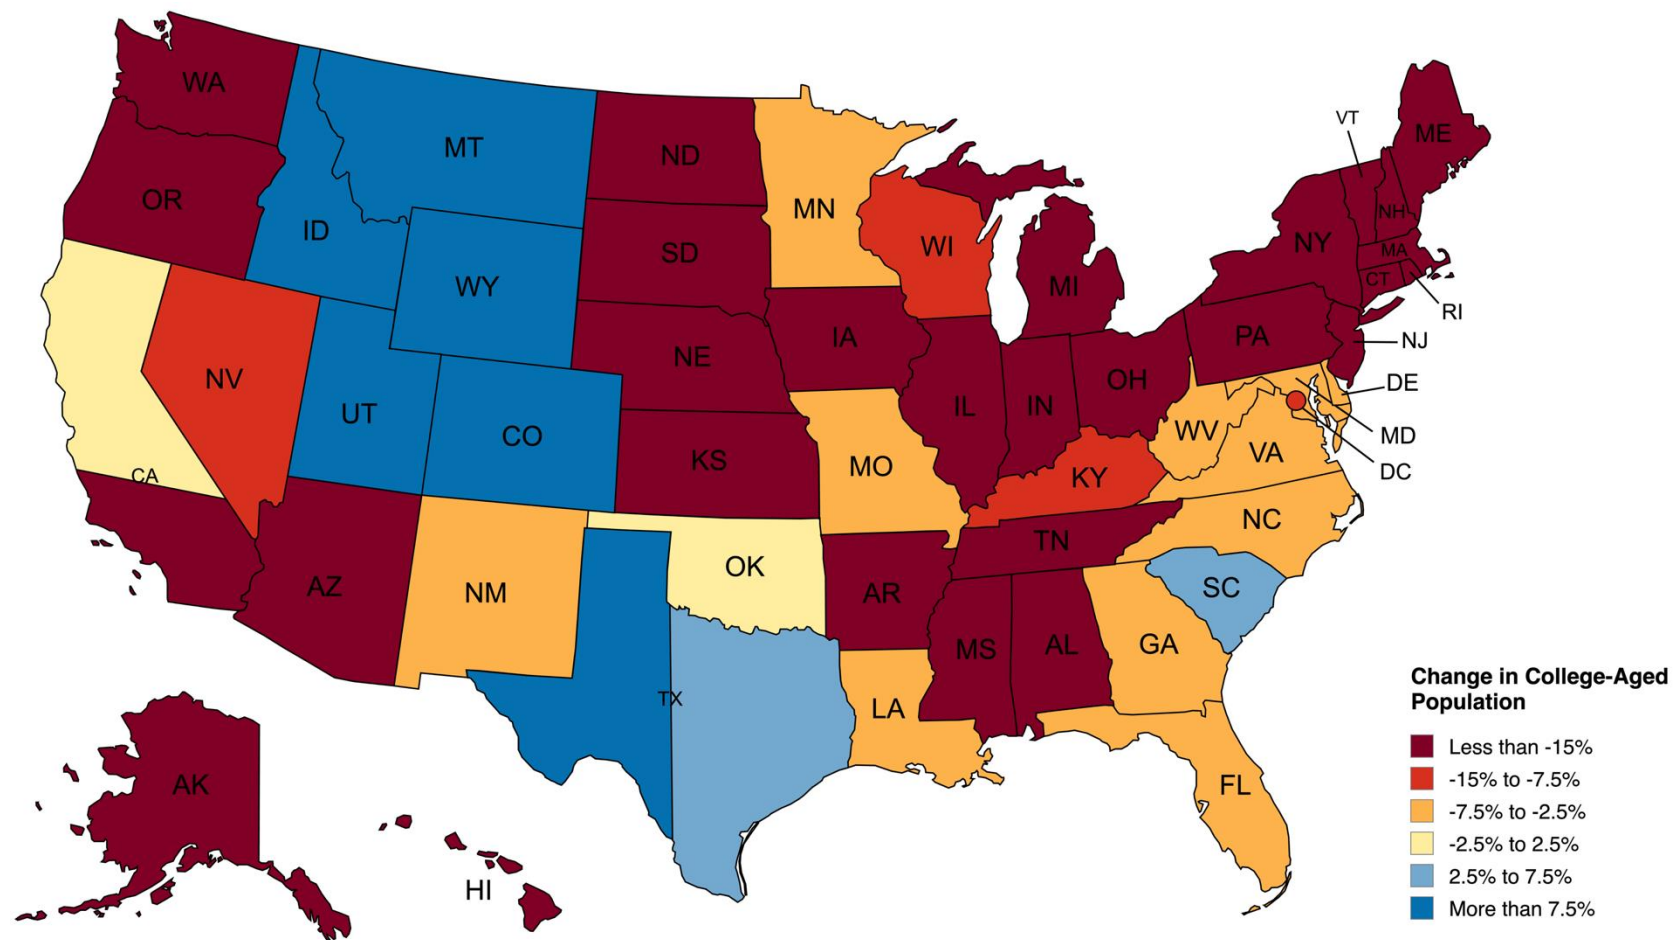 WA
MT
ND
VT
ME
OR
MN
NH
ID
NY
WI
SD
MA
WY
MI
CT
RI
IA
PA
NE
NJ
NV
OH
DE
UT
IL
IN
CO
WV
MD
VA
KS
MO
DC
CA
KY
NC
TN
OK
AZ
NM
AR
SC
MS
AL
GA
TX
LA
Change in College-Aged
Population
Less than -15%
-15% to -7.5%
-7.5% to -2.5%
-2.5% to 2.5%
2.5% to 7.5%
More than 7.5%
AK
FL
HI